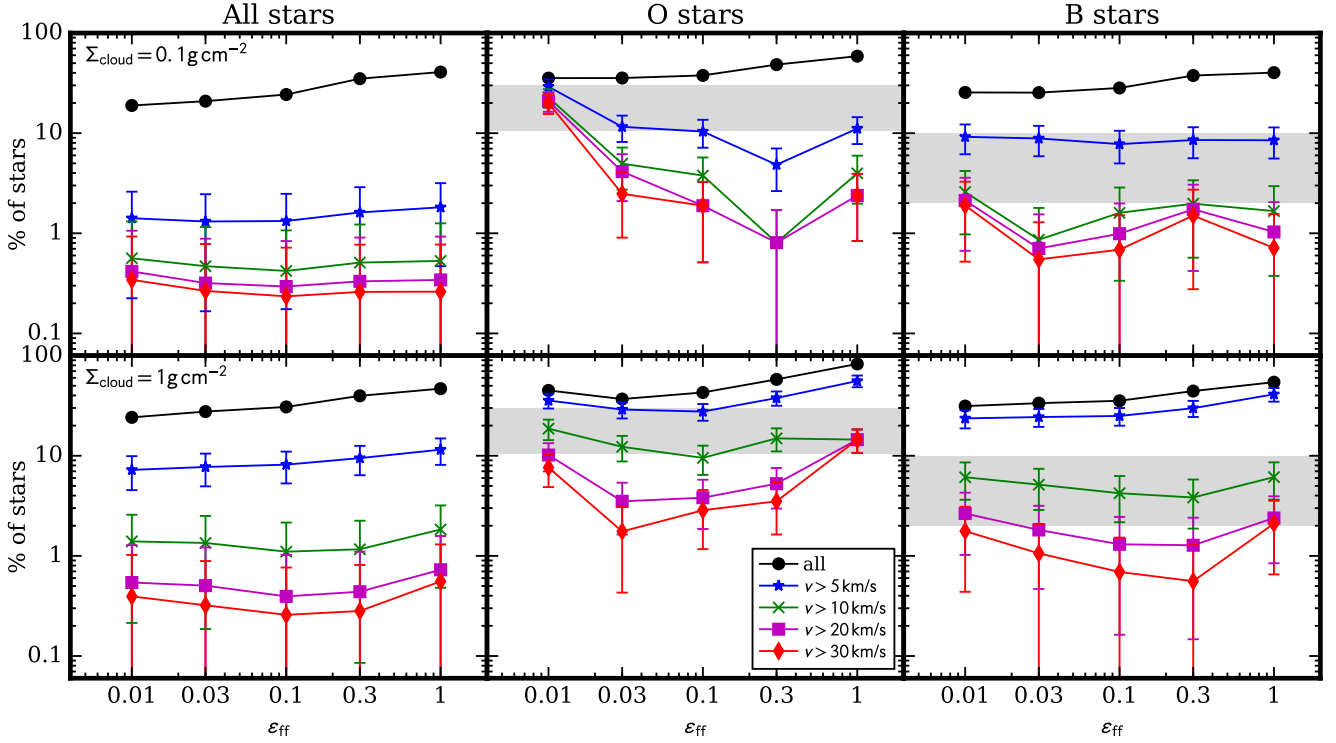 All stars O stars B stars
100
Σcloud = 0.1 g cm⁻²
10
% of stars
1
0.1
100
Σcloud = 1 g cm⁻²
10
% of stars
1
0.1
all
v > 5 km/s
v > 10 km/s
v > 20 km/s
v > 30 km/s
0.01 0.03 0.1 0.3 1 0.01 0.03 0.1 0.3 1 0.01 0.03 0.1 0.3 1
εff εff εff